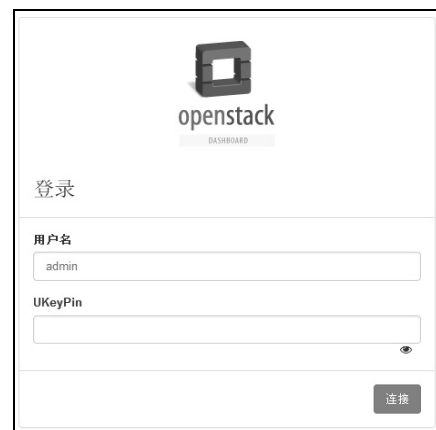 openstack
DASHBOARD
登录
用户名
admin
UKeyPin
连接